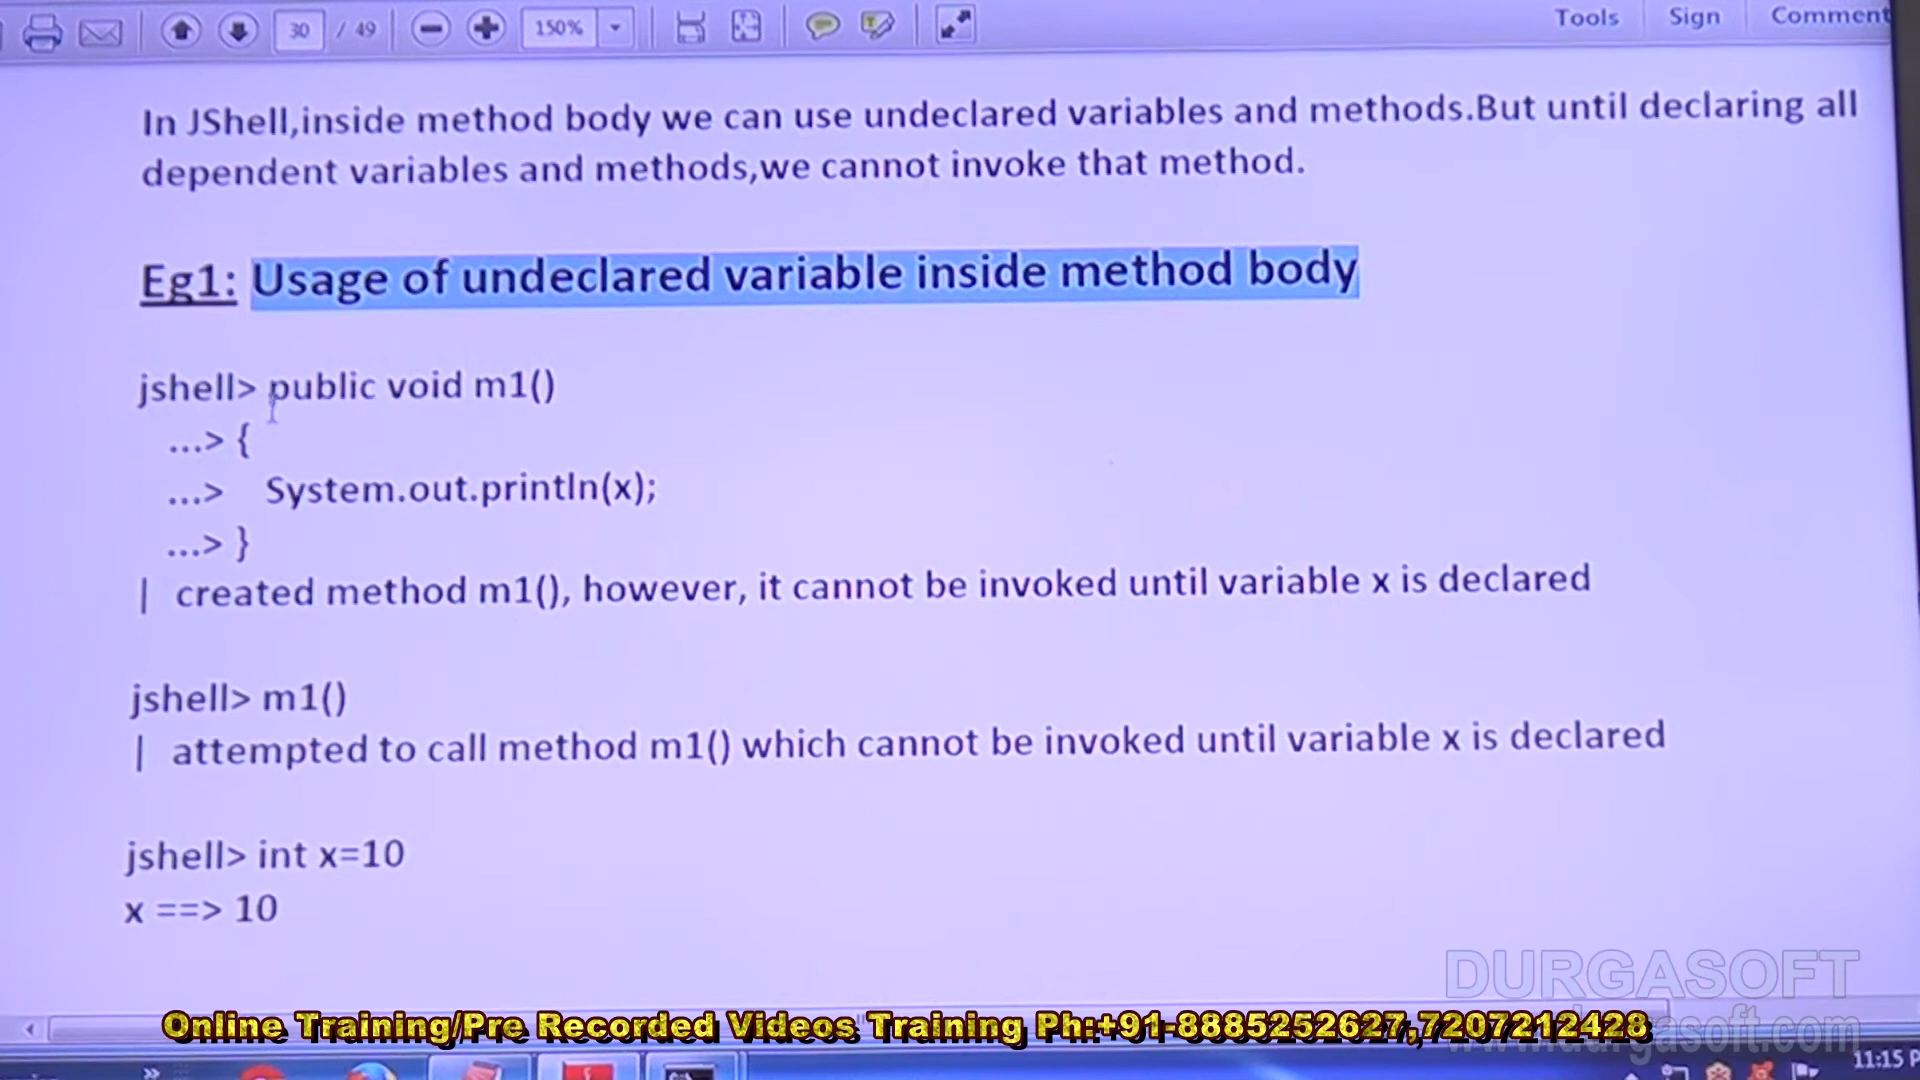 30 / 49 150% Tools Sign Comment
In JShell,inside method body we can use undeclared variables and methods.But until declaring all
dependent variables and methods,we cannot invoke that method.
Eg1: Usage of undeclared variable inside method body
jshell> public void m1()
...> {
...> System.out.println(x);
...> }
| created method m1(), however, it cannot be invoked until variable x is declared
jshell> m1()
| attempted to call method m1() which cannot be invoked until variable x is declared
jshell> int x=10
x ==> 10
DURGASOFT
Online Training/Pre Recorded Videos Training Ph:+91-8885252627,7207212428
www.durgasoft.com
11:15 P